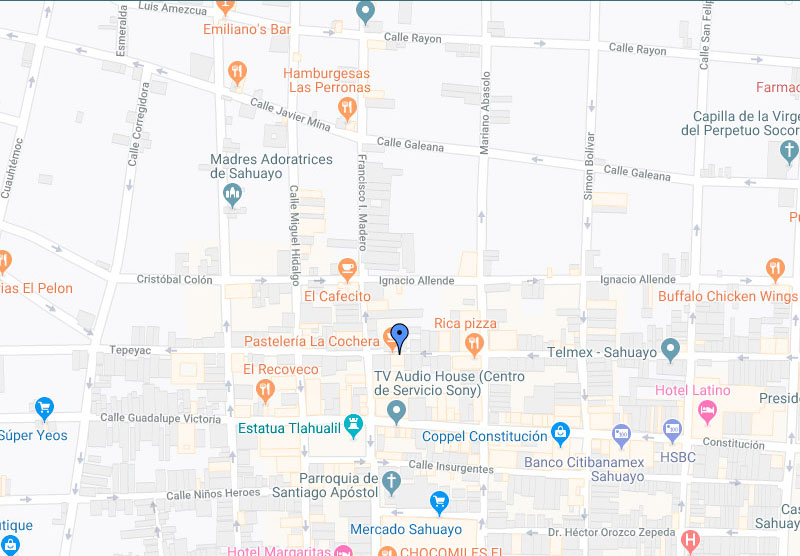 Luis Amezcua
Emiliano's Bar
Esmeralda
Calle Rayon
Calle Rayon
Calle San Felip
Hamburgesas
Las Perronas
Farmac
Calle Corregidora
Calle Javier Mina
Mariano Abasolo
Capilla de la Virge
del Perpetuo Socor
Cuauhtémoc
Calle Galeana
Calle Galeana
Simon Bolivar
Madres Adoratrices
de Sahuayo
Francisco I. Madero
Calle Miguel Hidalgo
Cristóbal Colón
Ignacio Allende
Ignacio Allende
ias El Pelon
El Cafecito
Buffalo Chicken Wings
Rica pizza
Pastelería La Cochera
Tepeyac
Telmex - Sahuayo
El Recoveco
TV Audio House (Centro
de Servicio Sony)
Hotel Latino
Preside
Calle Guadalupe Victoria
Súper Yeos
Estatua Tlahualil
Coppel Constitución
Constitución
HSBC
Banco Citibanamex
Sahuayo
Calle Insurgentes
Parroquia de
Santiago Apóstol
Calle Niños Heroes
Mercado Sahuayo
Cas
Sahuay
utique
Dr. Héctor Orozco Zepeda
Hotel Margaritas
CHOCOMILES EL